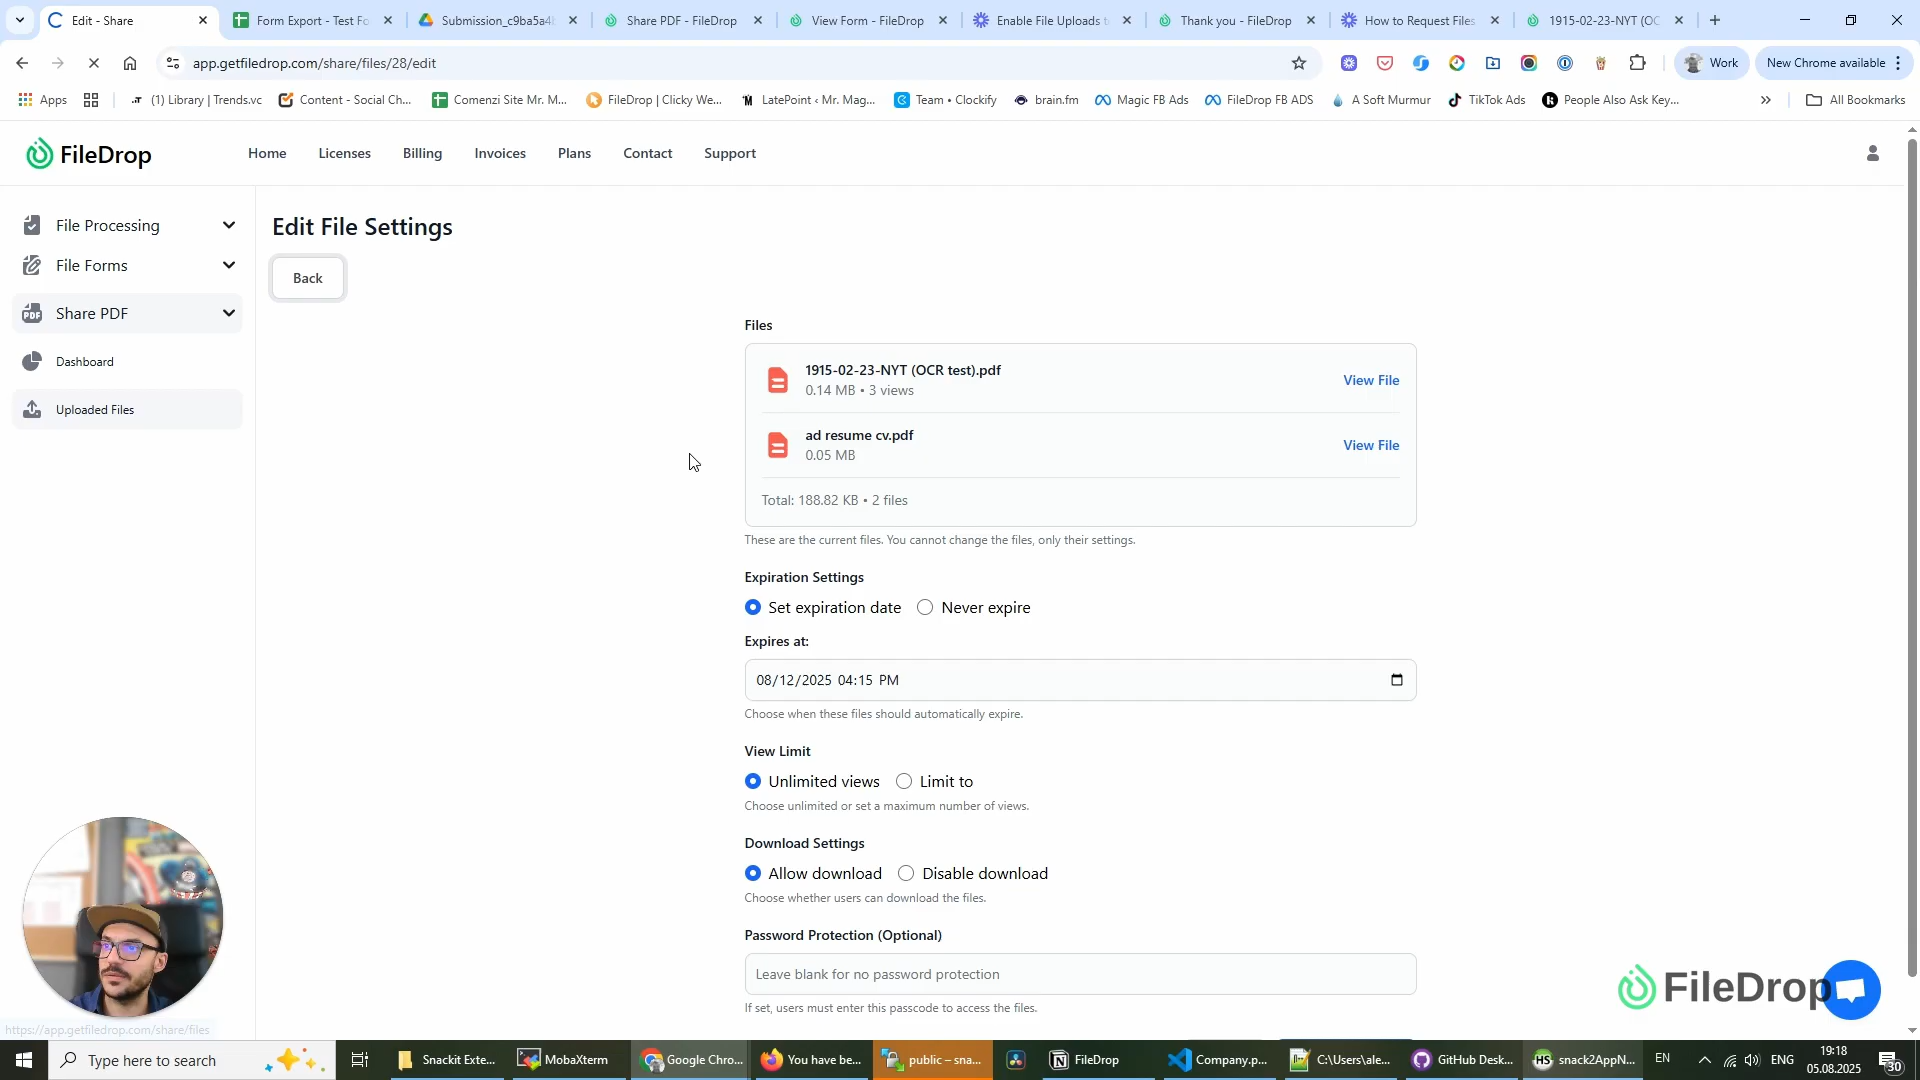 Edit - Share
Form Export - Test Fo
Submission_c9ba5a4b
Share PDF - FileDrop
View Form - FileDrop
Enable File Uploads t
Thank you - FileDrop
How to Request Files
1915-02-23-NYT (OC
app.getfiledrop.com/share/files/28/edit
Work
New Chrome available
Apps
(1) Library | Trends.vc
Content - Social Ch...
Comenzi Site Mr. M...
FileDrop | Clicky We...
LatePoint ‹ Mr. Mag...
Team • Clockify
brain.fm
Magic FB Ads
FileDrop FB ADS
A Soft Murmur
TikTok Ads
People Also Ask Key...
All Bookmarks
FileDrop
Home
Licenses
Billing
Invoices
Plans
Contact
Support
File Processing
File Forms
Share PDF
Dashboard
Uploaded Files
Edit File Settings
Back
Files
1915-02-23-NYT (OCR test).pdf
0.14 MB • 3 views
View File
ad resume cv.pdf
0.05 MB
View File
Total: 188.82 KB • 2 files
These are the current files. You cannot change the files, only their settings.
Expiration Settings
Set expiration date
Never expire
Expires at:
08/12/2025 04:15 PM
Choose when these files should automatically expire.
View Limit
Unlimited views
Limit to
Choose unlimited or set a maximum number of views.
Download Settings
Allow download
Disable download
Choose whether users can download the files.
Password Protection (Optional)
Leave blank for no password protection
If set, users must enter this passcode to access the files.
FileDrop
https://app.getfiledrop.com/share/files
Type here to search
Snackit Exte...
MobaXterm
Google Chro...
You have be...
public – sna...
FileDrop
Company.p...
C:\Users\ale...
GitHub Desk...
snack2AppN...
EN
ENG
19:18
05.08.2025
30